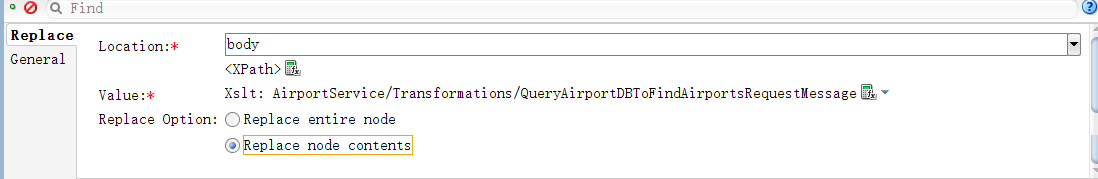 Find
Replace
General
Location:*
body
<XPath>
Value:*
Xslt: AirportService/Transformations/QueryAirportDBToFindAirportsRequestMessage
Replace Option:
Replace entire node
Replace node contents